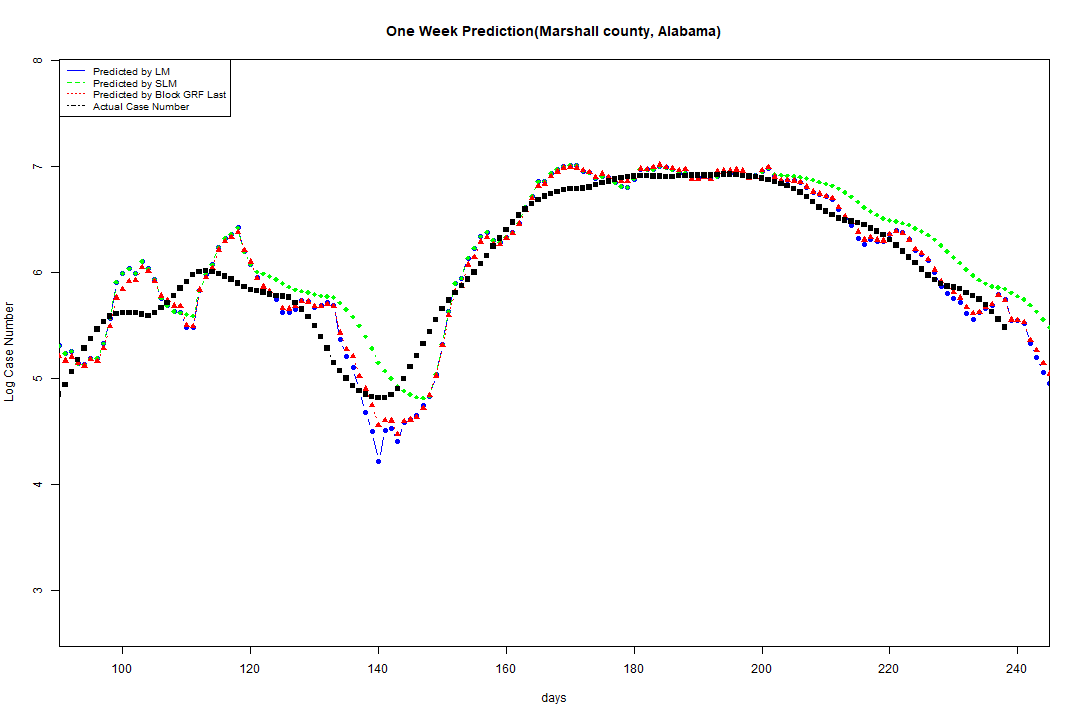 One Week Prediction(Marshall county, Alabama)
8
Predicted by LM
Predicted by SLM
Predicted by Block GRF Last
Actual Case Number
7
6
5
4
3
Log Case Number
100 120 140 160 180 200 220 240
days